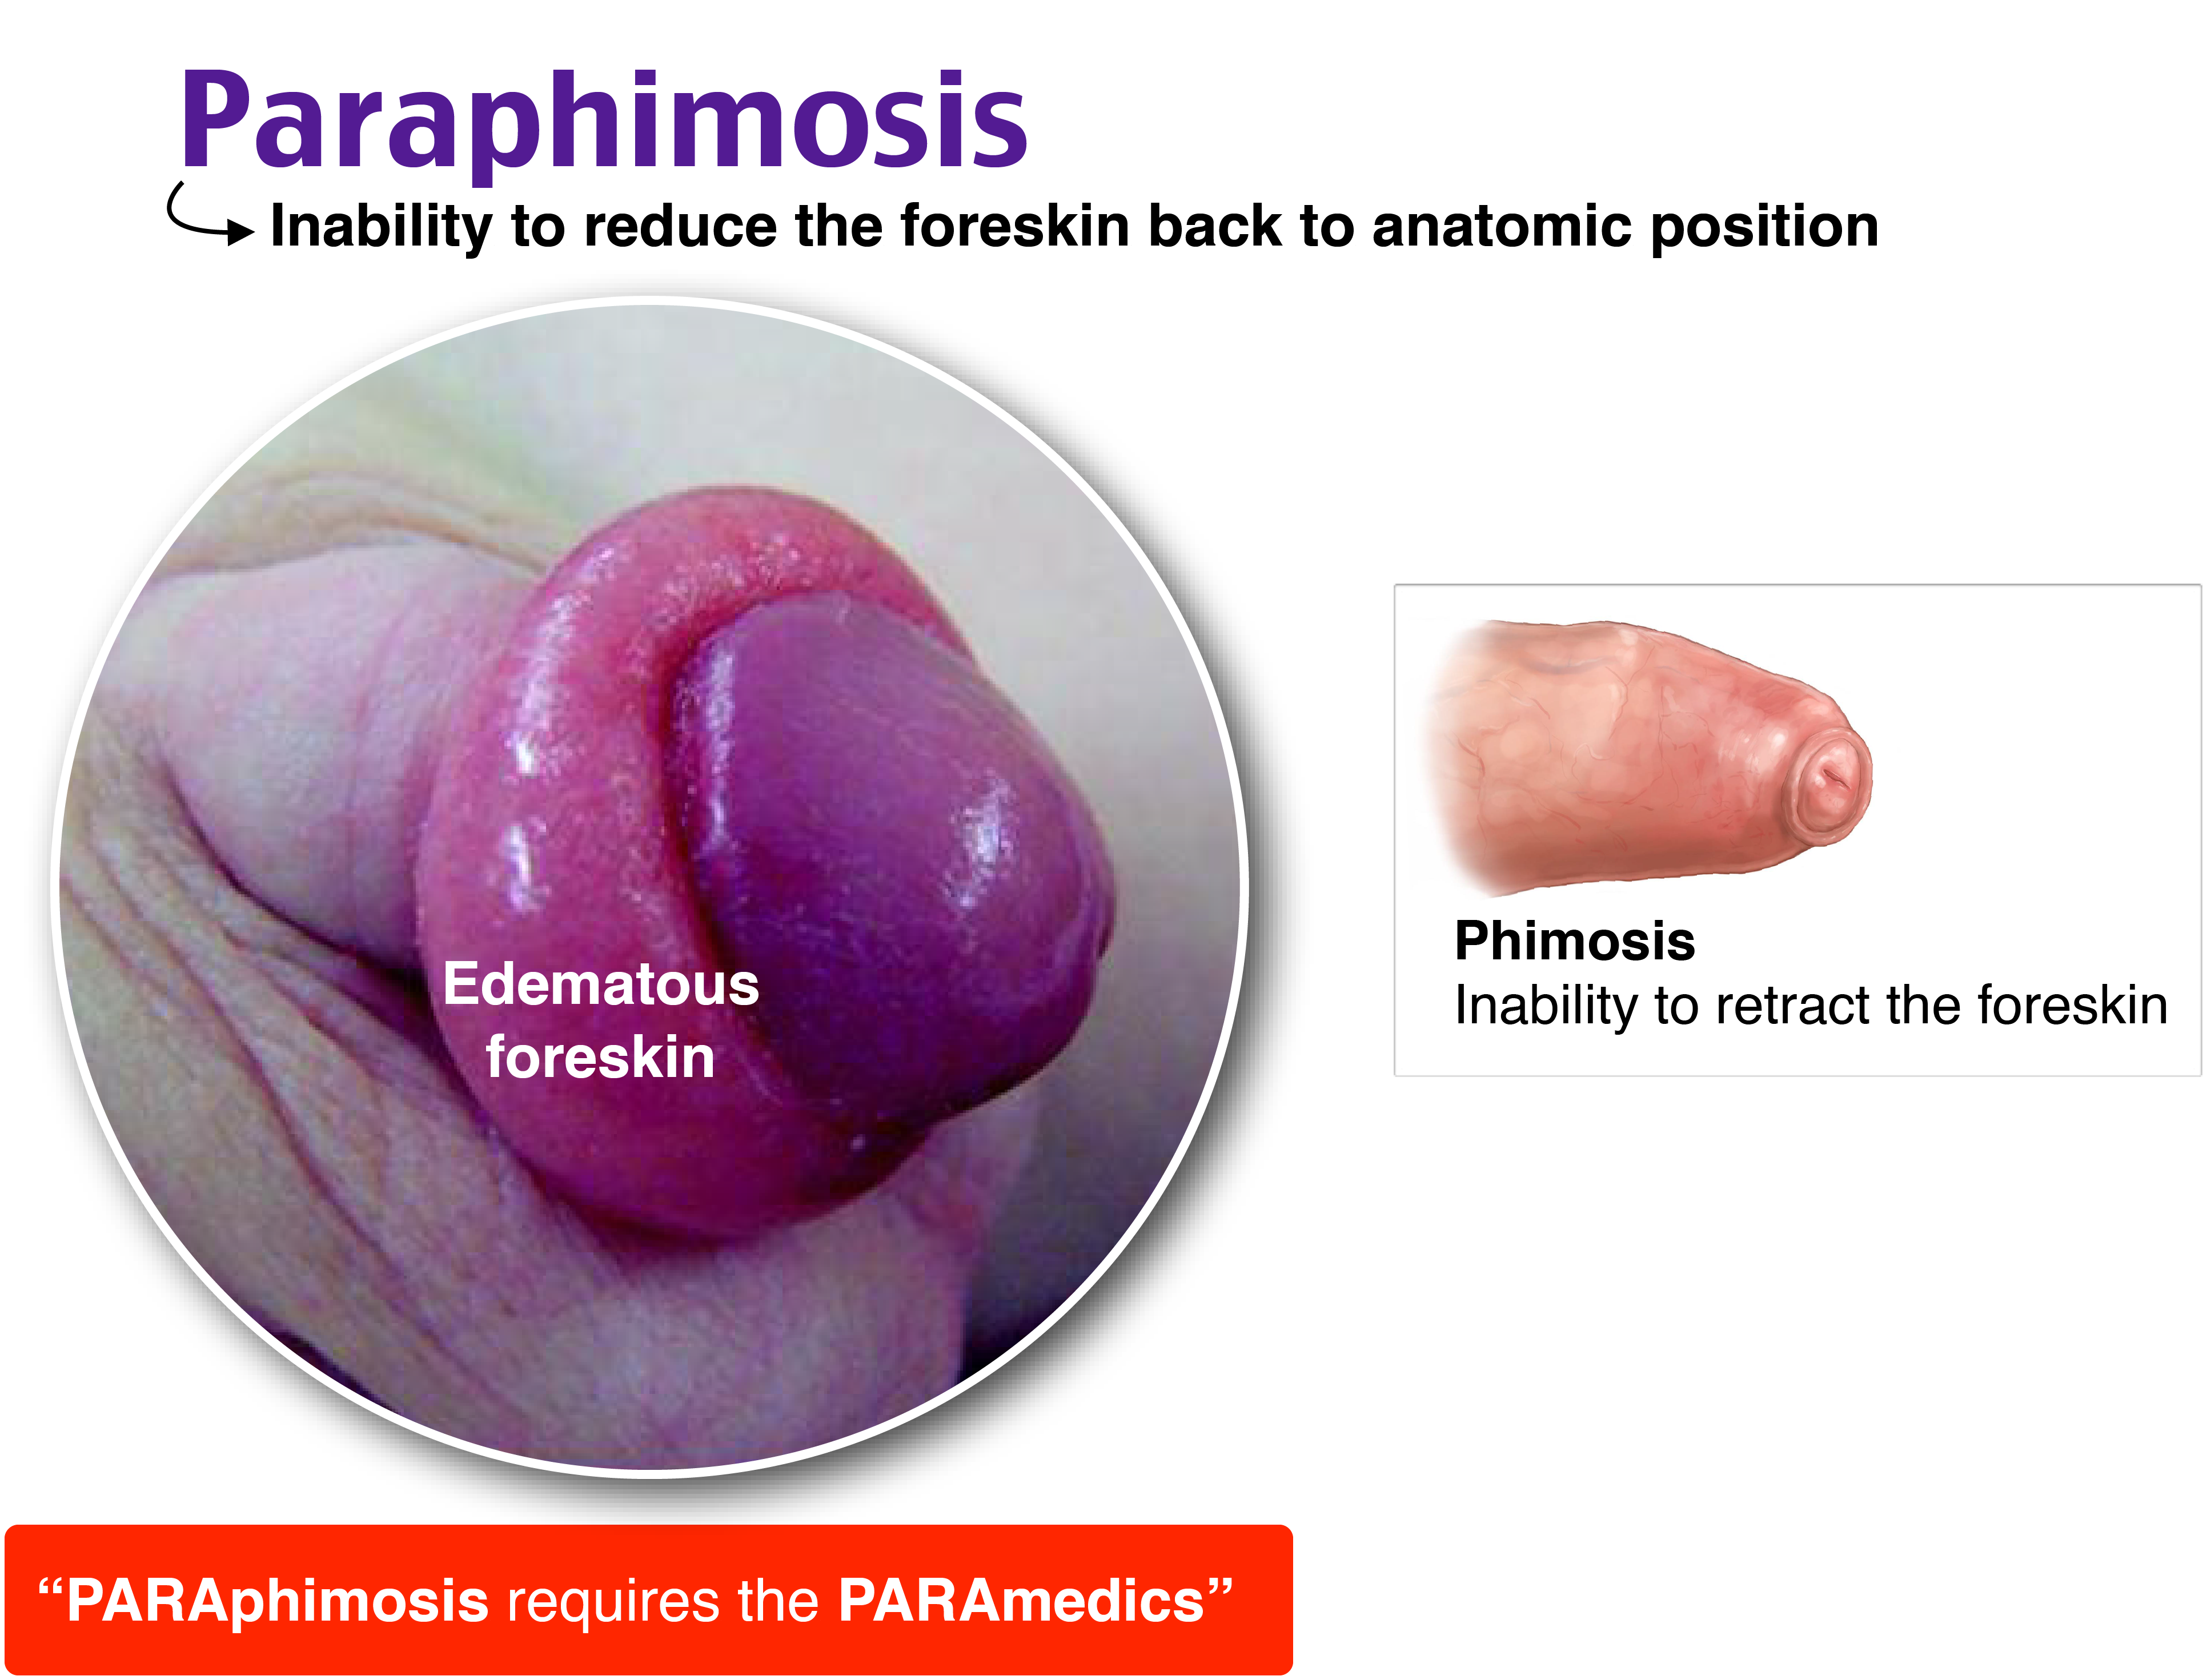 Paraphimosis
Inability to reduce the foreskin back to anatomic position
Edematous
foreskin
Phimosis
Inability to retract the foreskin
“PARAphimosis requires the PARAmedics”